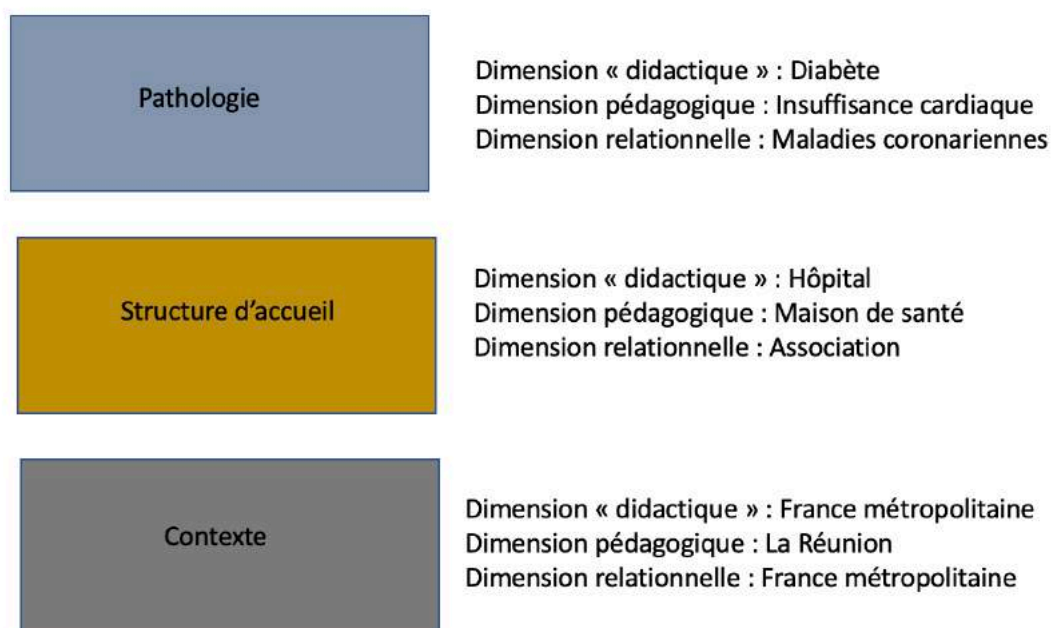 Pathologie
Dimension « didactique » : Diabète
Dimension pédagogique : Insuffisance cardiaque
Dimension relationnelle : Maladies coronariennes
Structure d’accueil
Dimension « didactique » : Hôpital
Dimension pédagogique : Maison de santé
Dimension relationnelle : Association
Contexte
Dimension « didactique » : France métropolitaine
Dimension pédagogique : La Réunion
Dimension relationnelle : France métropolitaine